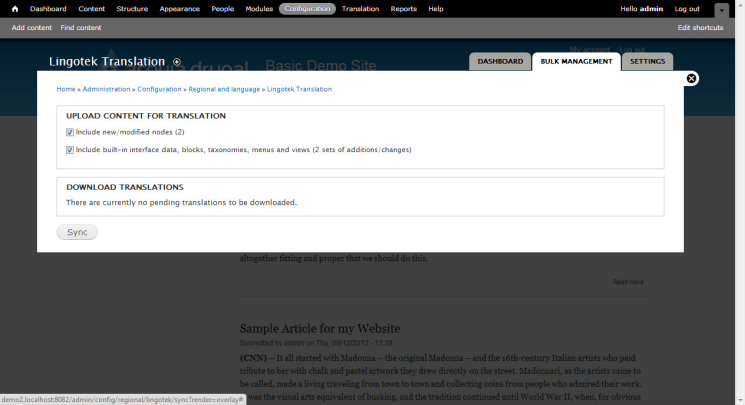 Dashboard Content Structure Appearance People Modules Configuration Translation Reports Help Hello admin Log out
Add content Find content Edit shortcuts
My account Log out
Lingotek Translation
acquia drupal Basic Demo Site
DASHBOARD BULK MANAGEMENT SETTINGS
Home » Administration » Configuration » Regional and language » Lingotek Translation
UPLOAD CONTENT FOR TRANSLATION
Include new/modified nodes (2)
Include built-in interface data, blocks, taxonomies, menus and views (2 sets of additions/changes)
DOWNLOAD TRANSLATIONS
There are currently no pending translations to be downloaded.
Sync
altogether fitting and proper that we should do this.
Read more
Sample Article for my Website
Submitted by admin on Thu, 09/12/2013 - 13:38
(CNN) -- It all started with Madonna -- the original Madonna -- and the 16th-century Italian artists who paid
tribute to her with chalk and pastel artwork they drew directly on the street. Madonnari, as the artists came to
be called, made a living traveling from town to town and collecting coins from people who admired their work.
was the visual arts equivalent of busking, and the tradition continued until World War II, when, for obvious
demo2.localhost:8082/admin/config/regional/lingotek/sync?render=overlay#